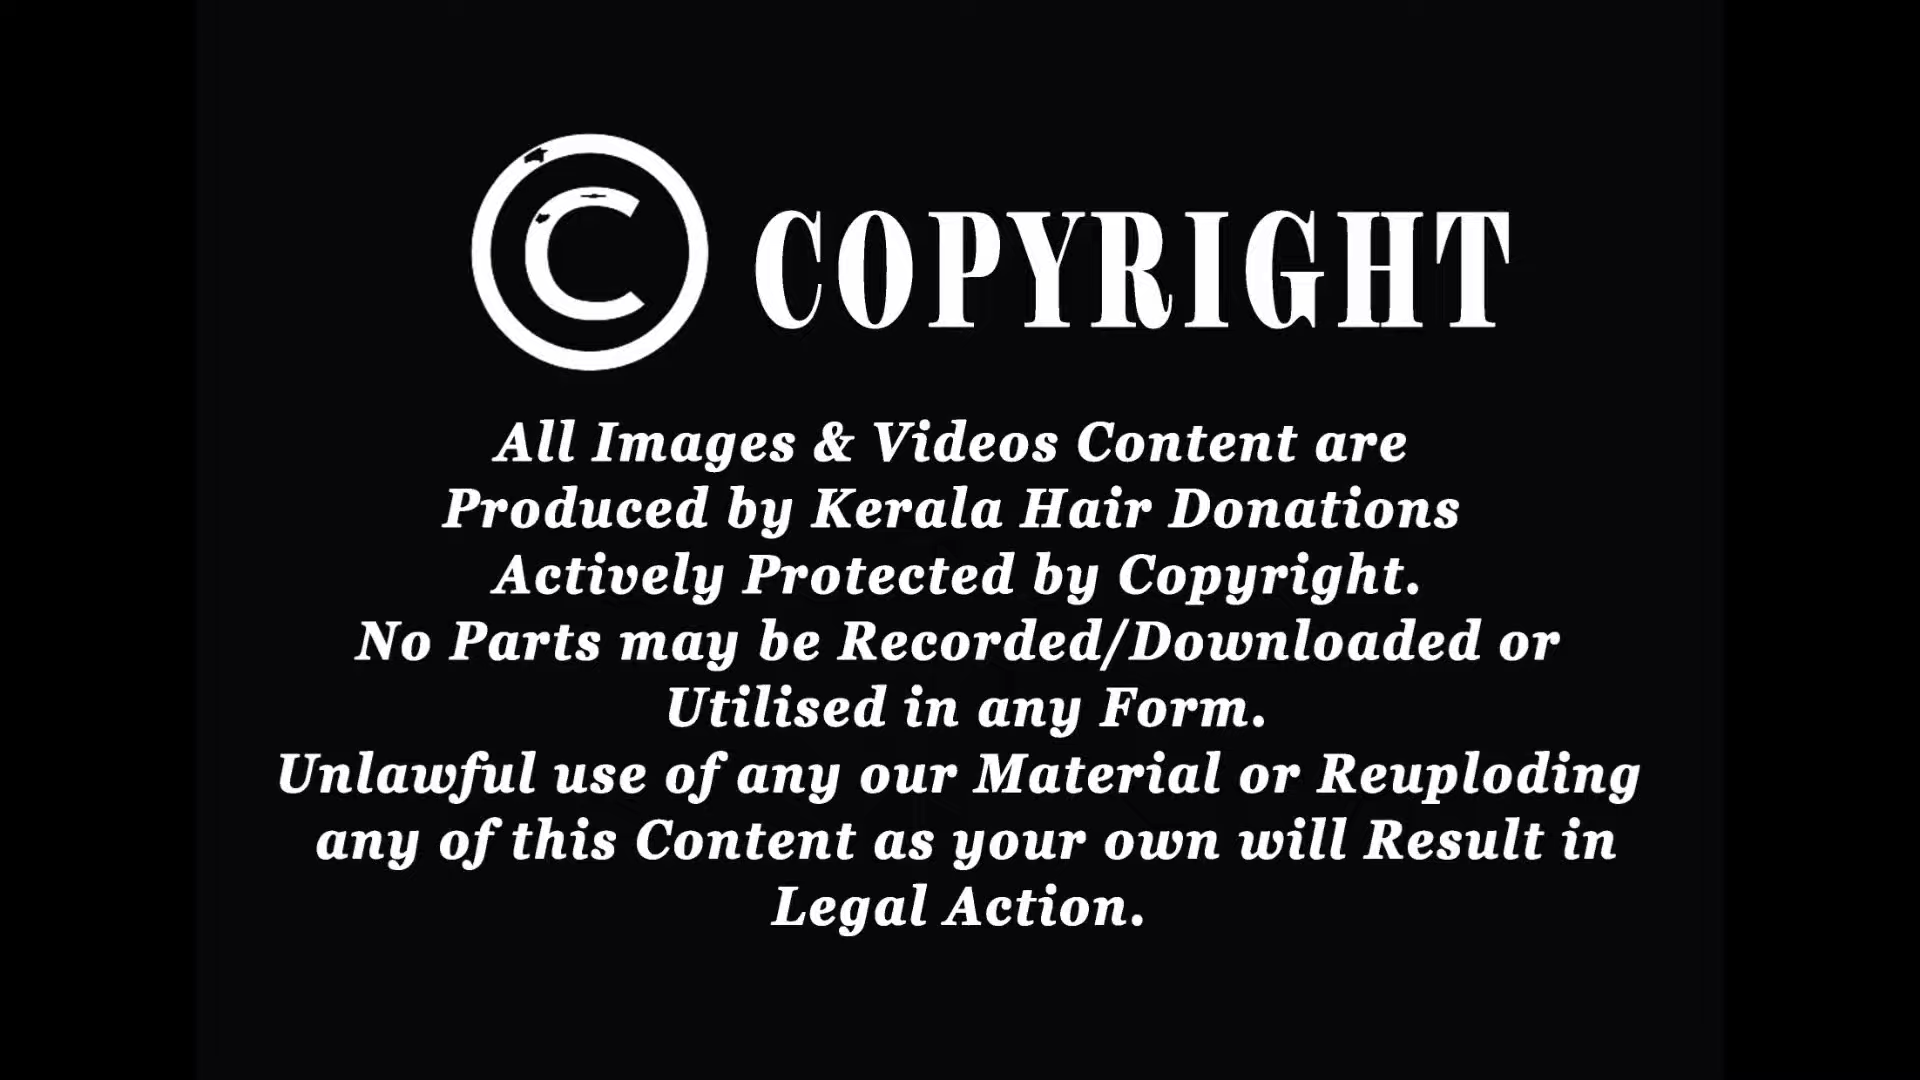 © COPYRIGHT
All Images & Videos Content are
Produced by Kerala Hair Donations
Actively Protected by Copyright.
No Parts may be Recorded/Downloaded or
Utilised in any Form.
Unlawful use of any our Material or Reuploding
any of this Content as your own will Result in
Legal Action.